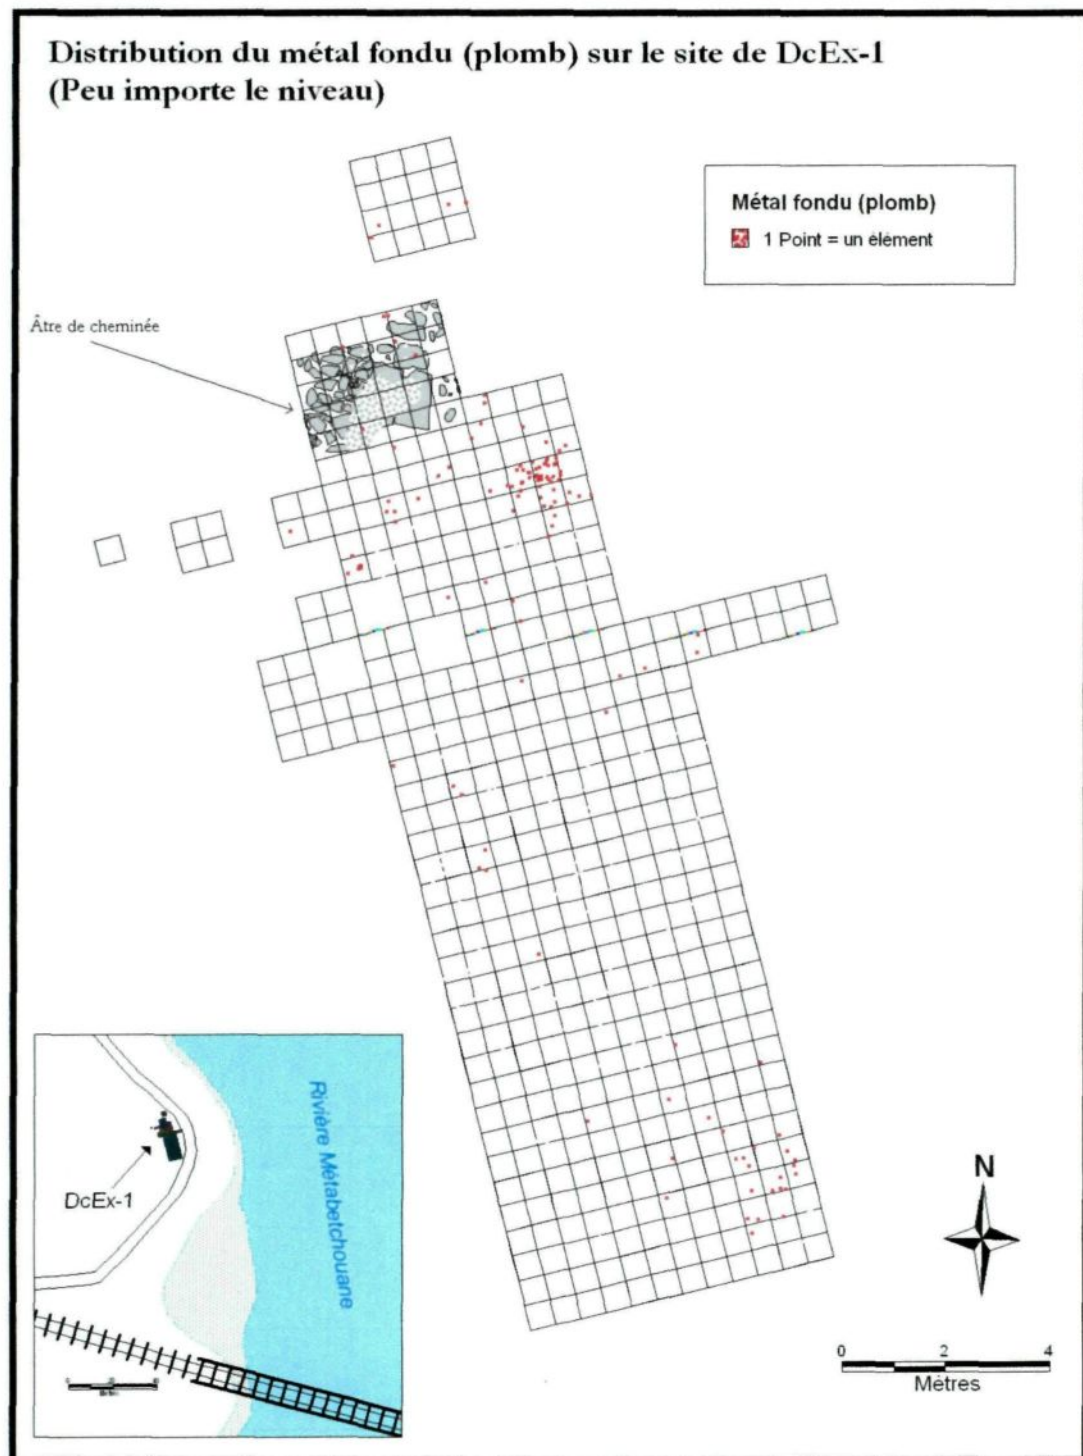 Distribution du métal fondu (plomb) sur le site de DcEx-1
(Peu importe le niveau)
Métal fondu (plomb)
1 Point = un élément
Âtre de cheminée
Rivière Métabetchouane
DcEx-1
N
0 2 4
Mètres